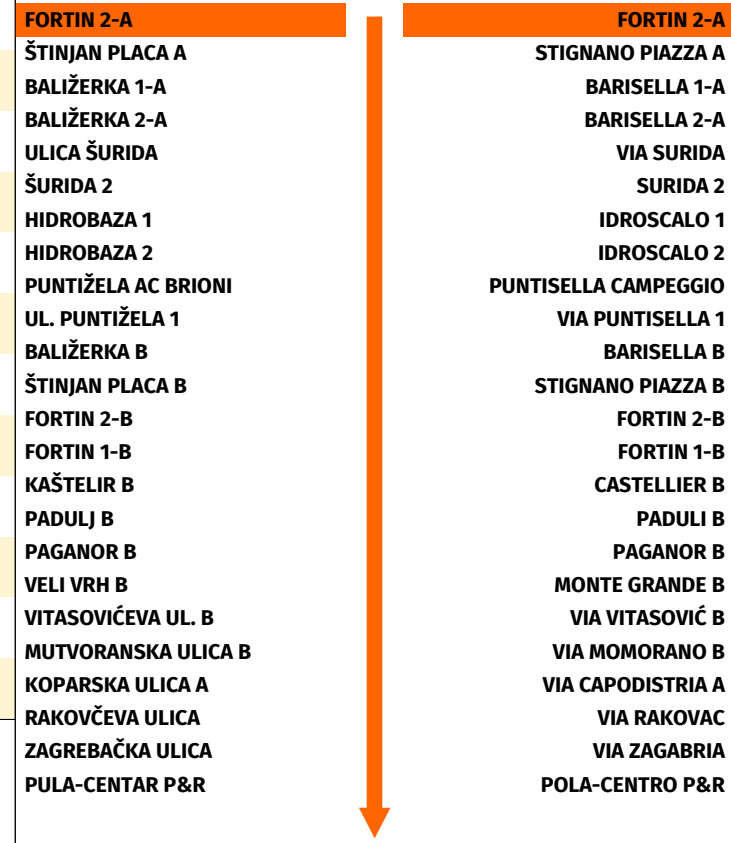 FORTIN 2-A FORTIN 2-A
ŠTINJAN PLACA A STIGNANO PIAZZA A
BALIŽERKA 1-A BARISELLA 1-A
BALIŽERKA 2-A BARISELLA 2-A
ULICA ŠURIDA VIA SURIDA
ŠURIDA 2 SURIDA 2
HIDROBAZA 1 IDROSCALO 1
HIDROBAZA 2 IDROSCALO 2
PUNTIŽELA AC BRIONI PUNTISELLA CAMPEGGIO
UL. PUNTIŽELA 1 VIA PUNTISELLA 1
BALIŽERKA B BARISELLA B
ŠTINJAN PLACA B STIGNANO PIAZZA B
FORTIN 2-B FORTIN 2-B
FORTIN 1-B FORTIN 1-B
KAŠTELIR B CASTELLIER B
PADULJ B PADULI B
PAGANOR B PAGANOR B
VELI VRH B MONTE GRANDE B
VITASOVIĆEVA UL. B VIA VITASOVIĆ B
MUTVORANSKA ULICA B VIA MOMORANO B
KOPARSKA ULICA A VIA CAPODISTRIA A
RAKOVČEVA ULICA VIA RAKOVAC
ZAGREBAČKA ULICA VIA ZAGABRIA
PULA-CENTAR P&R POLA-CENTRO P&R